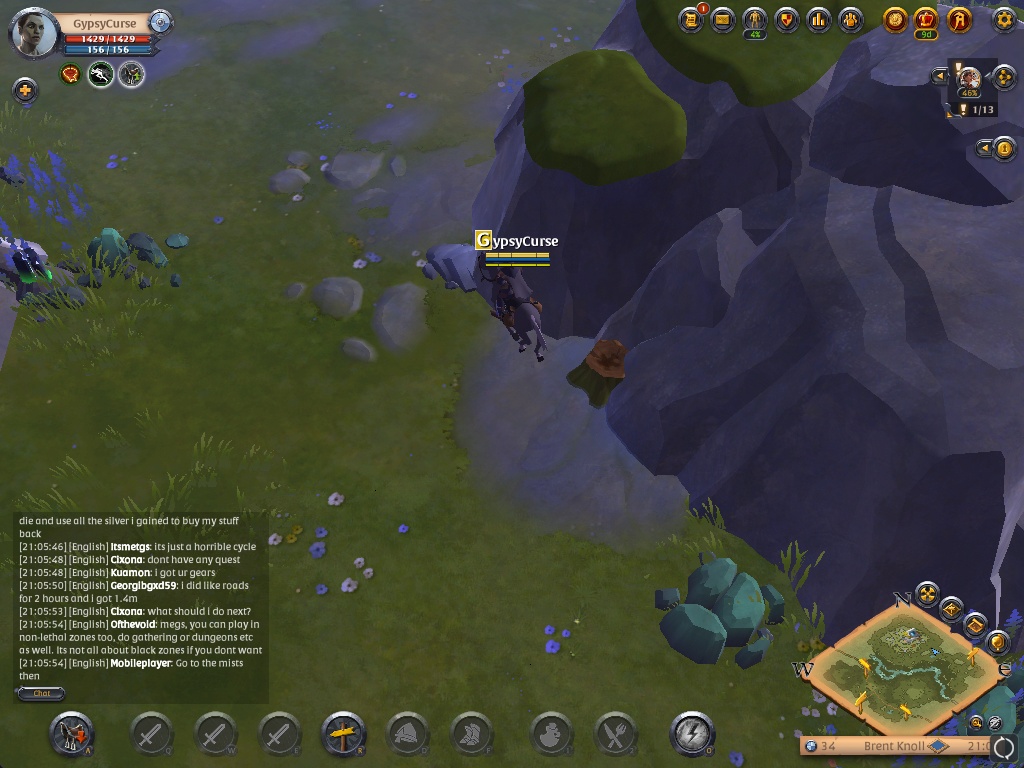 GypsyCurse
1429 / 1429
156 / 156
1
4%
9d
46%
1/13
1
GypsyCurse
die and use all the silver i gained to buy my stuff
back
[21:05:46] [English] Itsmetgs: its just a horrible cycle
[21:05:48] [English] Cixona: dont have any quest
[21:05:48] [English] Kuamon: i got ur gears
[21:05:50] [English] Georgibgxd59: i did like roads
for 2 hours and i got 1.4m
[21:05:53] [English] Cixona: what should i do next?
[21:05:54] [English] Ofthevoid: megs, you can play in
non-lethal zones too, do gathering or dungeons etc
as well. Its not all about black zones if you dont want
[21:05:54] [English] Mobileplayer: Go to the mists
then
Chat
N
W
E
A
Q
W
E
R
D
F
34
Brent Knoll